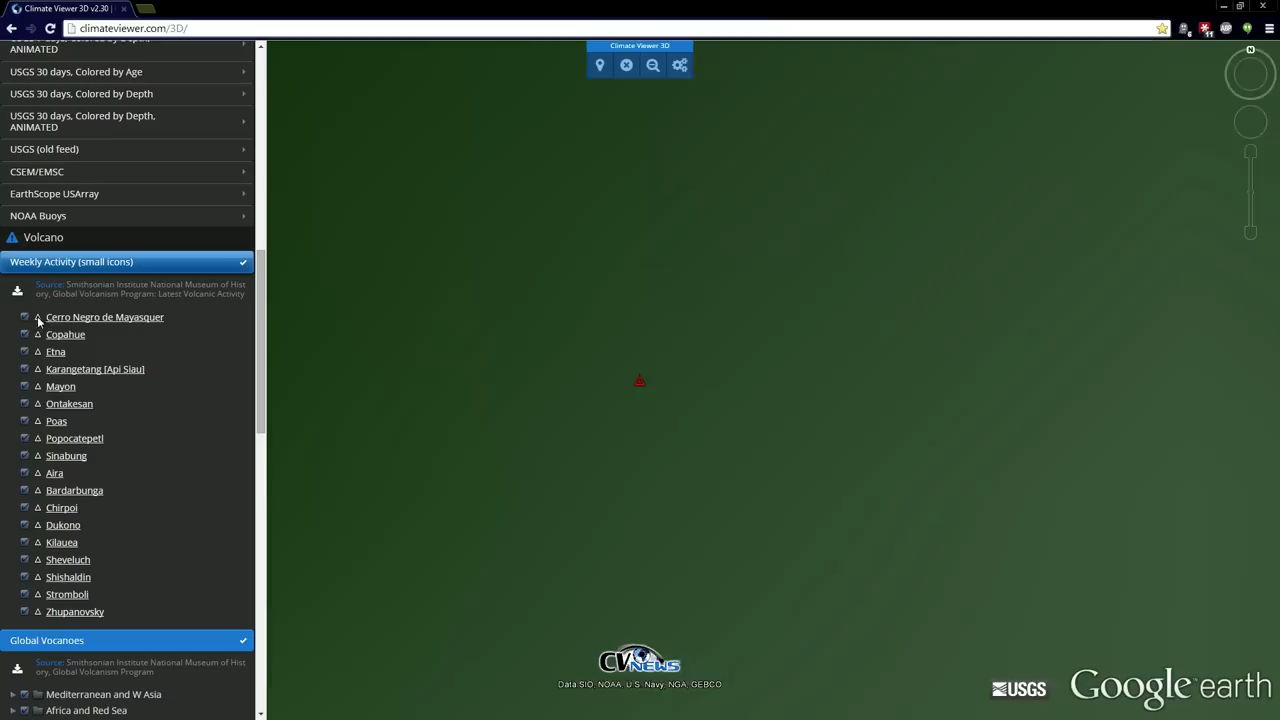 Climate Viewer 3D v2.30
climateviewer.com/3D/
6
11
ABP
ANIMATED
USGS 30 days, Colored by Age
USGS 30 days, Colored by Depth
USGS 30 days, Colored by Depth,
ANIMATED
USGS (old feed)
CSEM/EMSC
EarthScope USArray
NOAA Buoys
Volcano
Weekly Activity (small icons)
Source: Smithsonian Institute National Museum of Hist
ory, Global Volcanism Program: Latest Volcanic Activity
Cerro Negro de Mayasquer
Copahue
Etna
Karangetang [Api Siau]
Mayon
Ontakesan
Poas
Popocatepetl
Sinabung
Aira
Bardarbunga
Chirpoi
Dukono
Kilauea
Sheveluch
Shishaldin
Stromboli
Zhupanovsky
Global Vocanoes
Source: Smithsonian Institute National Museum of Hist
ory, Global Volcanism Program
Mediterranean and W Asia
Africa and Red Sea
Climate Viewer 3D
N
CV NEWS
Data SIO, NOAA, U.S. Navy, NGA, GEBCO
USGS
Google earth